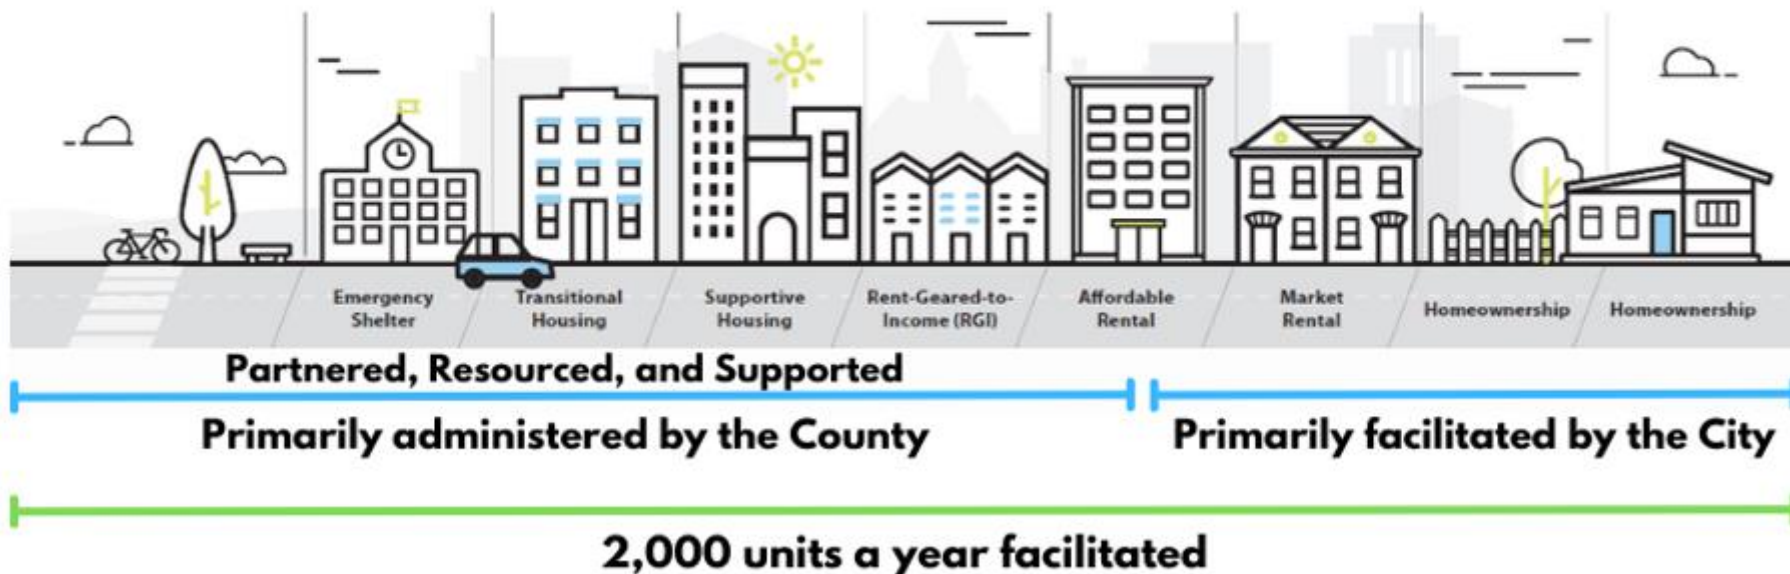 Emergency
Shelter
Transitional
Housing
Supportive
Housing
Rent-Geared-to-
Income (RGI)
Affordable
Rental
Market
Rental
Homeownership
Homeownership
Partnered, Resourced, and Supported
Primarily administered by the County
Primarily facilitated by the City
2,000 units a year facilitated